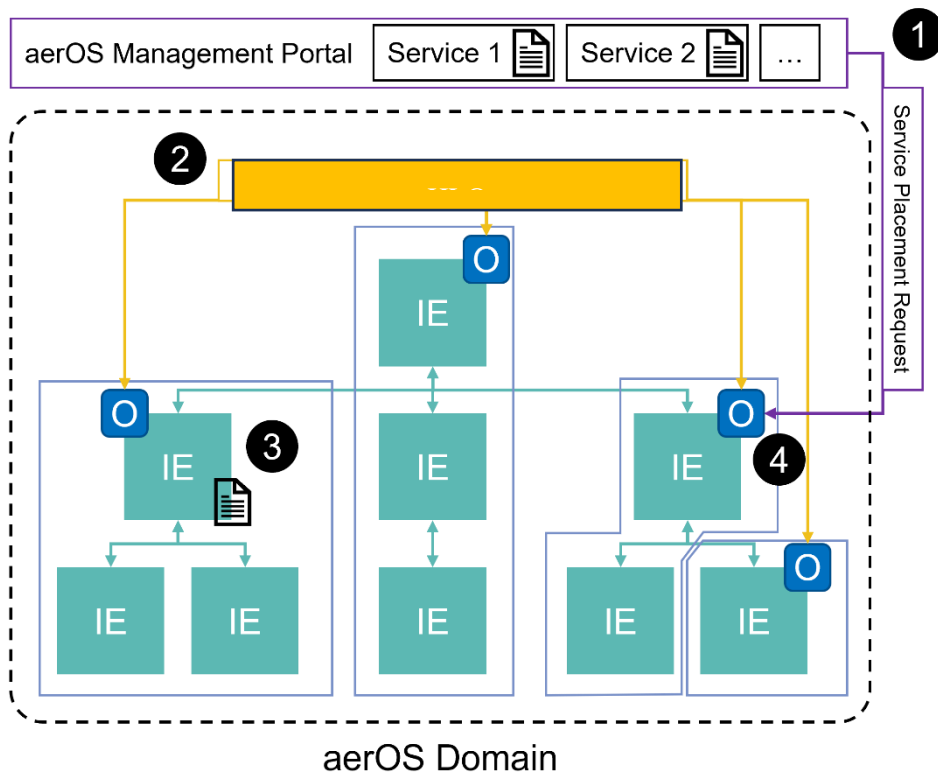 1
aerOS Management Portal
Service 1
Service 2
...
Service Placement Request
2
O
IE
O
IE
3
IE
O
IE
4
IE
IE
IE
IE
O
IE
aerOS Domain